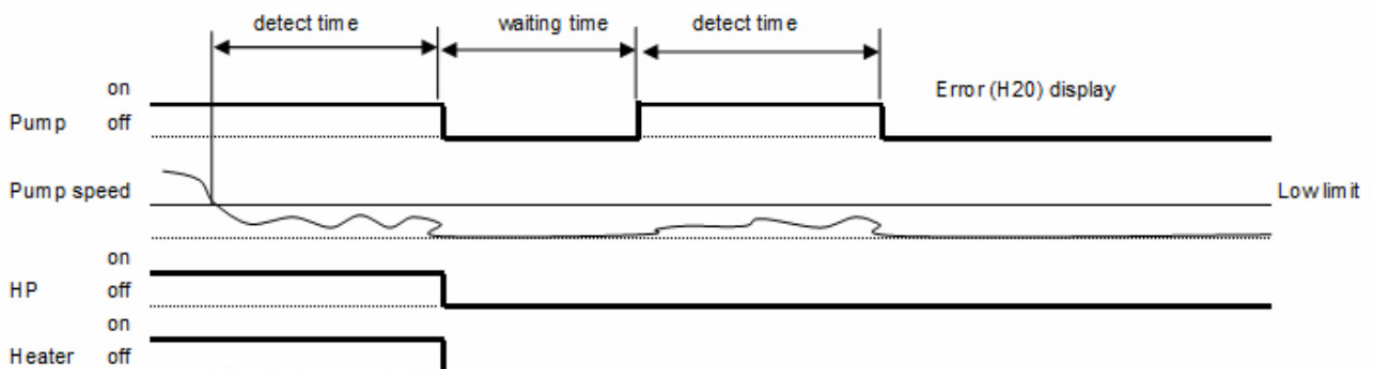 detect time waiting time detect time
on
Error (H20) display
Pump off
Pump speed
Low limit
on
HP off
on
Heater off